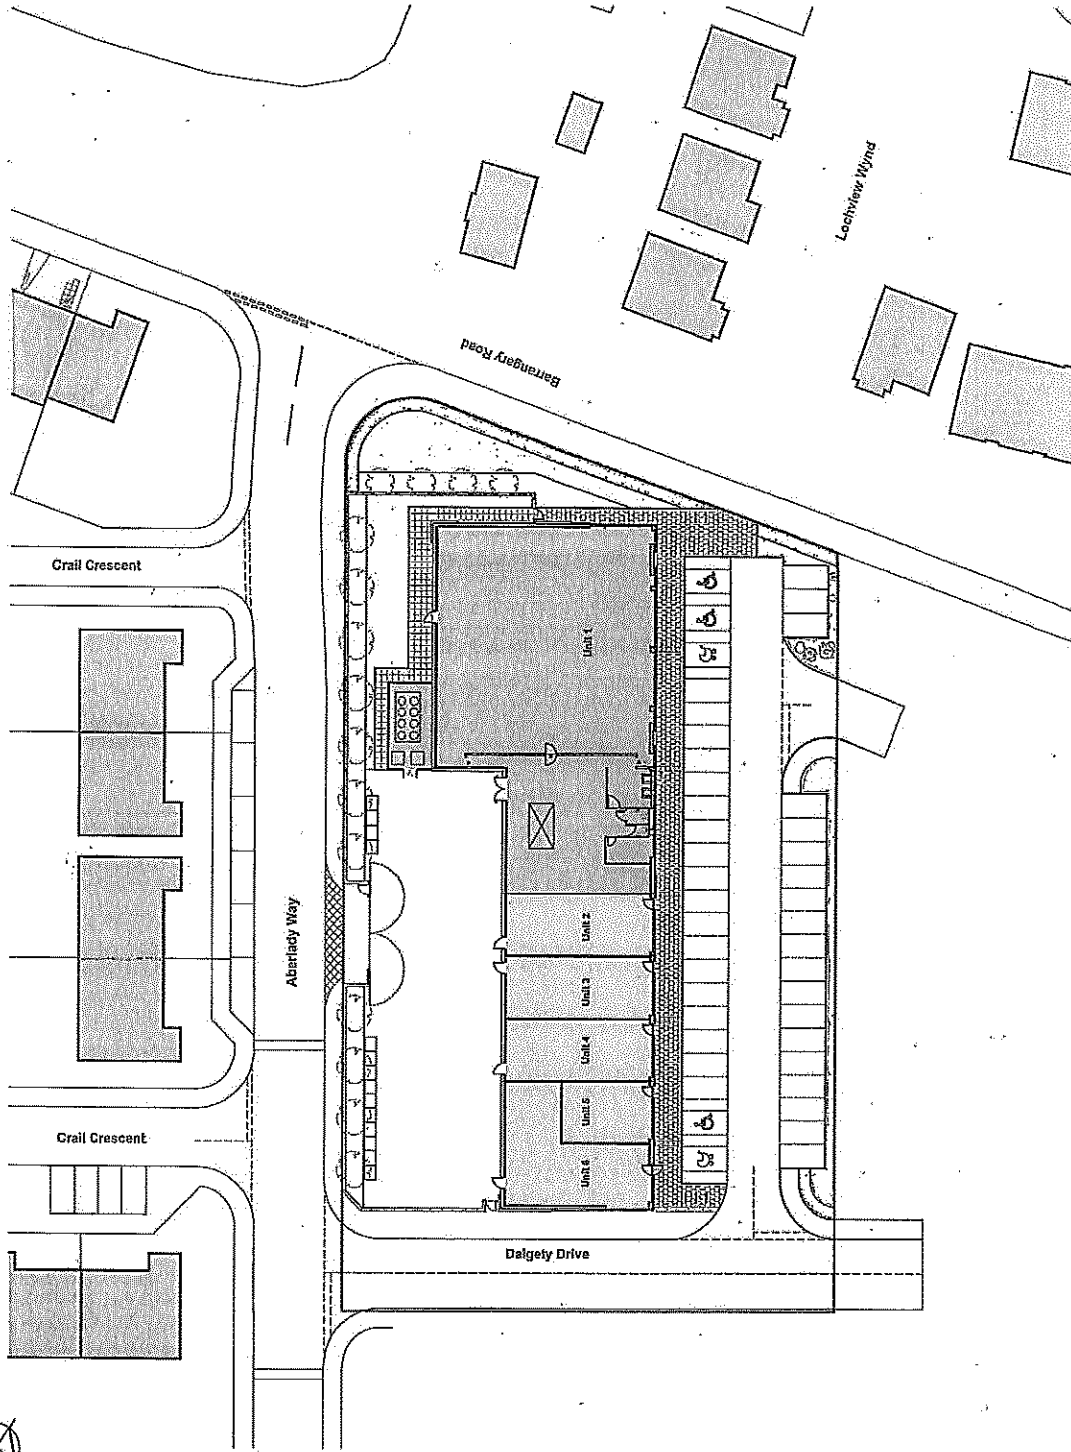 Lochview Wynd
Barrangary Road
Crail Crescent
Unit 1
Aberlady Way
Unit 2
Unit 3
Unit 4
Unit 5
Unit 6
Crail Crescent
Dalgety Drive